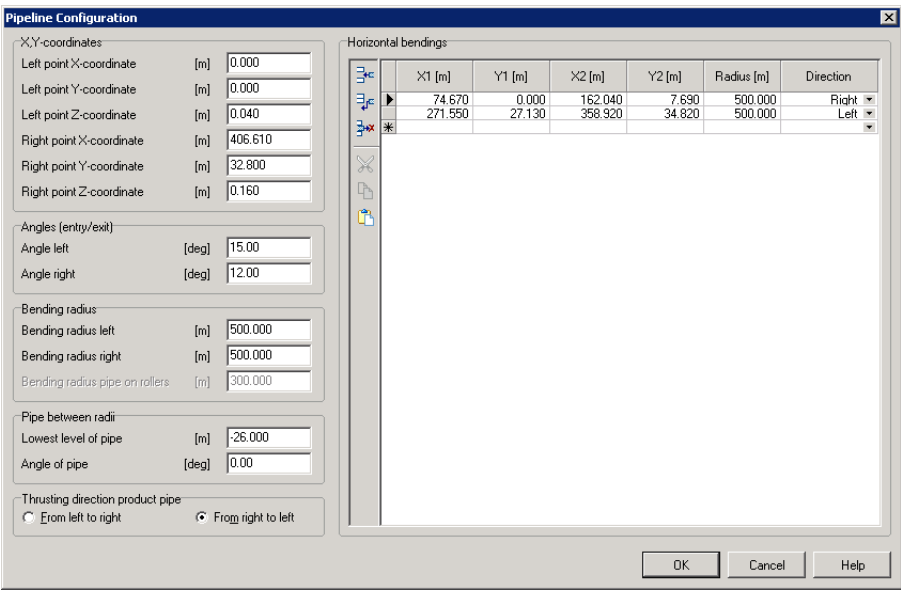 Pipeline Configuration
X,Y-coordinates
Left point X-coordinate [m] 0.000
Left point Y-coordinate [m] 0.000
Left point Z-coordinate [m] 0.040
Right point X-coordinate [m] 406.610
Right point Y-coordinate [m] 32.800
Right point Z-coordinate [m] 0.160
Angles (entry/exit)
Angle left [deg] 15.00
Angle right [deg] 12.00
Bending radius
Bending radius left [m] 500.000
Bending radius right [m] 500.000
Bending radius pipe on rollers [m] 300.000
Pipe between radii
Lowest level of pipe [m] -26.000
Angle of pipe [deg] 0.00
Thrusting direction product pipe
From left to right From right to left
Horizontal bendings
X1 [m] Y1 [m] X2 [m] Y2 [m] Radius [m] Direction
74.670 0.000 162.040 7.690 500.000 Right
271.550 27.130 358.920 34.820 500.000 Left
OK Cancel Help